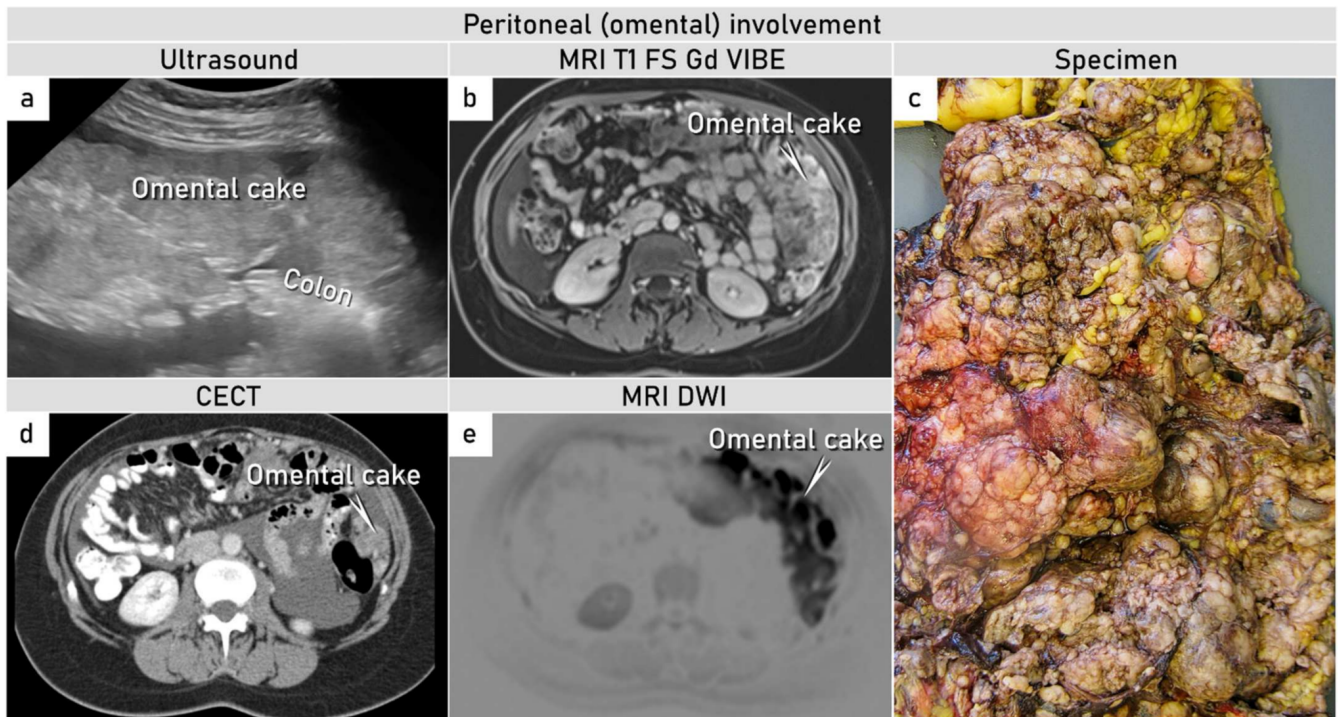 Peritoneal (omental) involvement
Ultrasound
MRI T1 FS Gd VIBE
Specimen
a
Omental cake
Colon
b
Omental cake
c
CECT
MRI DWI
d
Omental cake
e
Omental cake